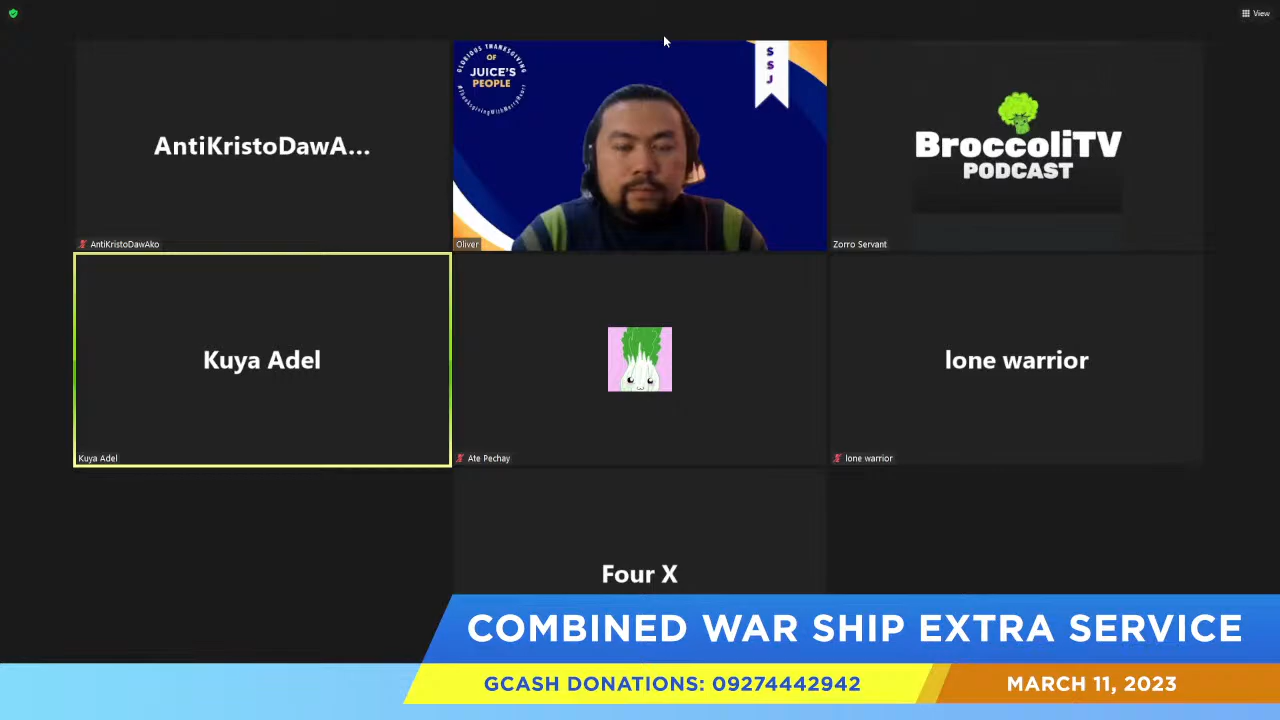 View
AntiKristoDawA...
AntiKristoDawAko
GLORIOUS THANKSGIVING
OF
JUICE'S
PEOPLE
#ThanksgivingWithMerryHeart
S
S
J
Oliver
BroccoliTV
PODCAST
Zorro Servant
Kuya Adel
Kuya Adel
Ate Pechay
lone warrior
lone warrior
Four X
COMBINED WAR SHIP EXTRA SERVICE
GCASH DONATIONS: 09274442942
MARCH 11, 2023